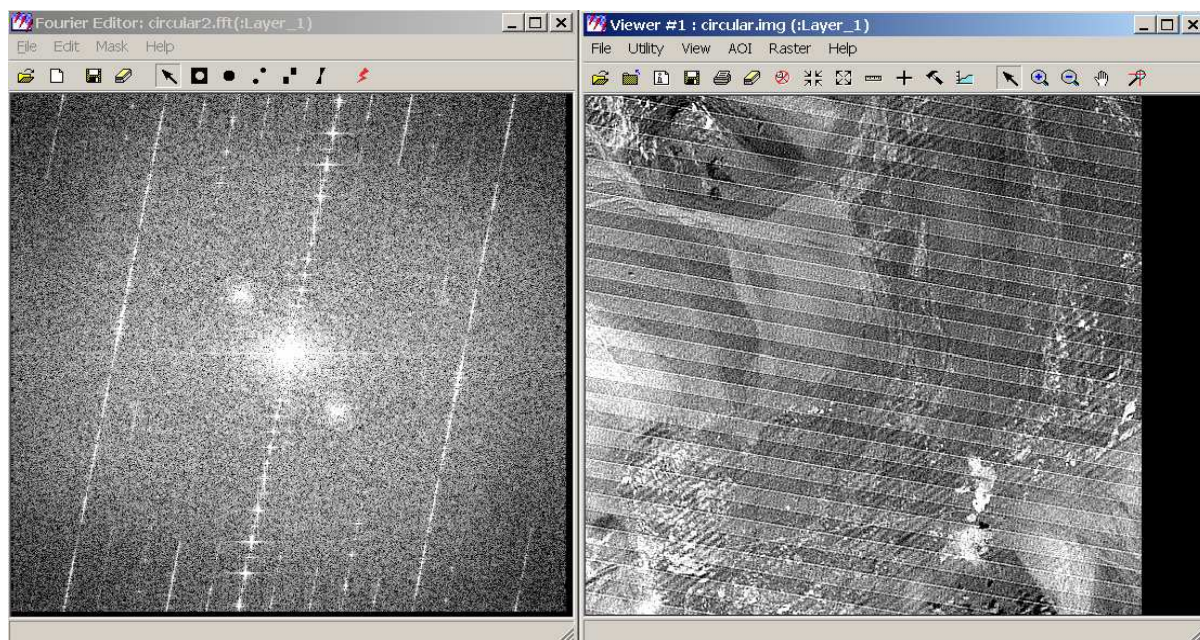 Fourier Editor: circular2.fft(:Layer_1)
File Edit Mask Help
Viewer #1 : circular.img (:Layer_1)
File Utility View AOI Raster Help